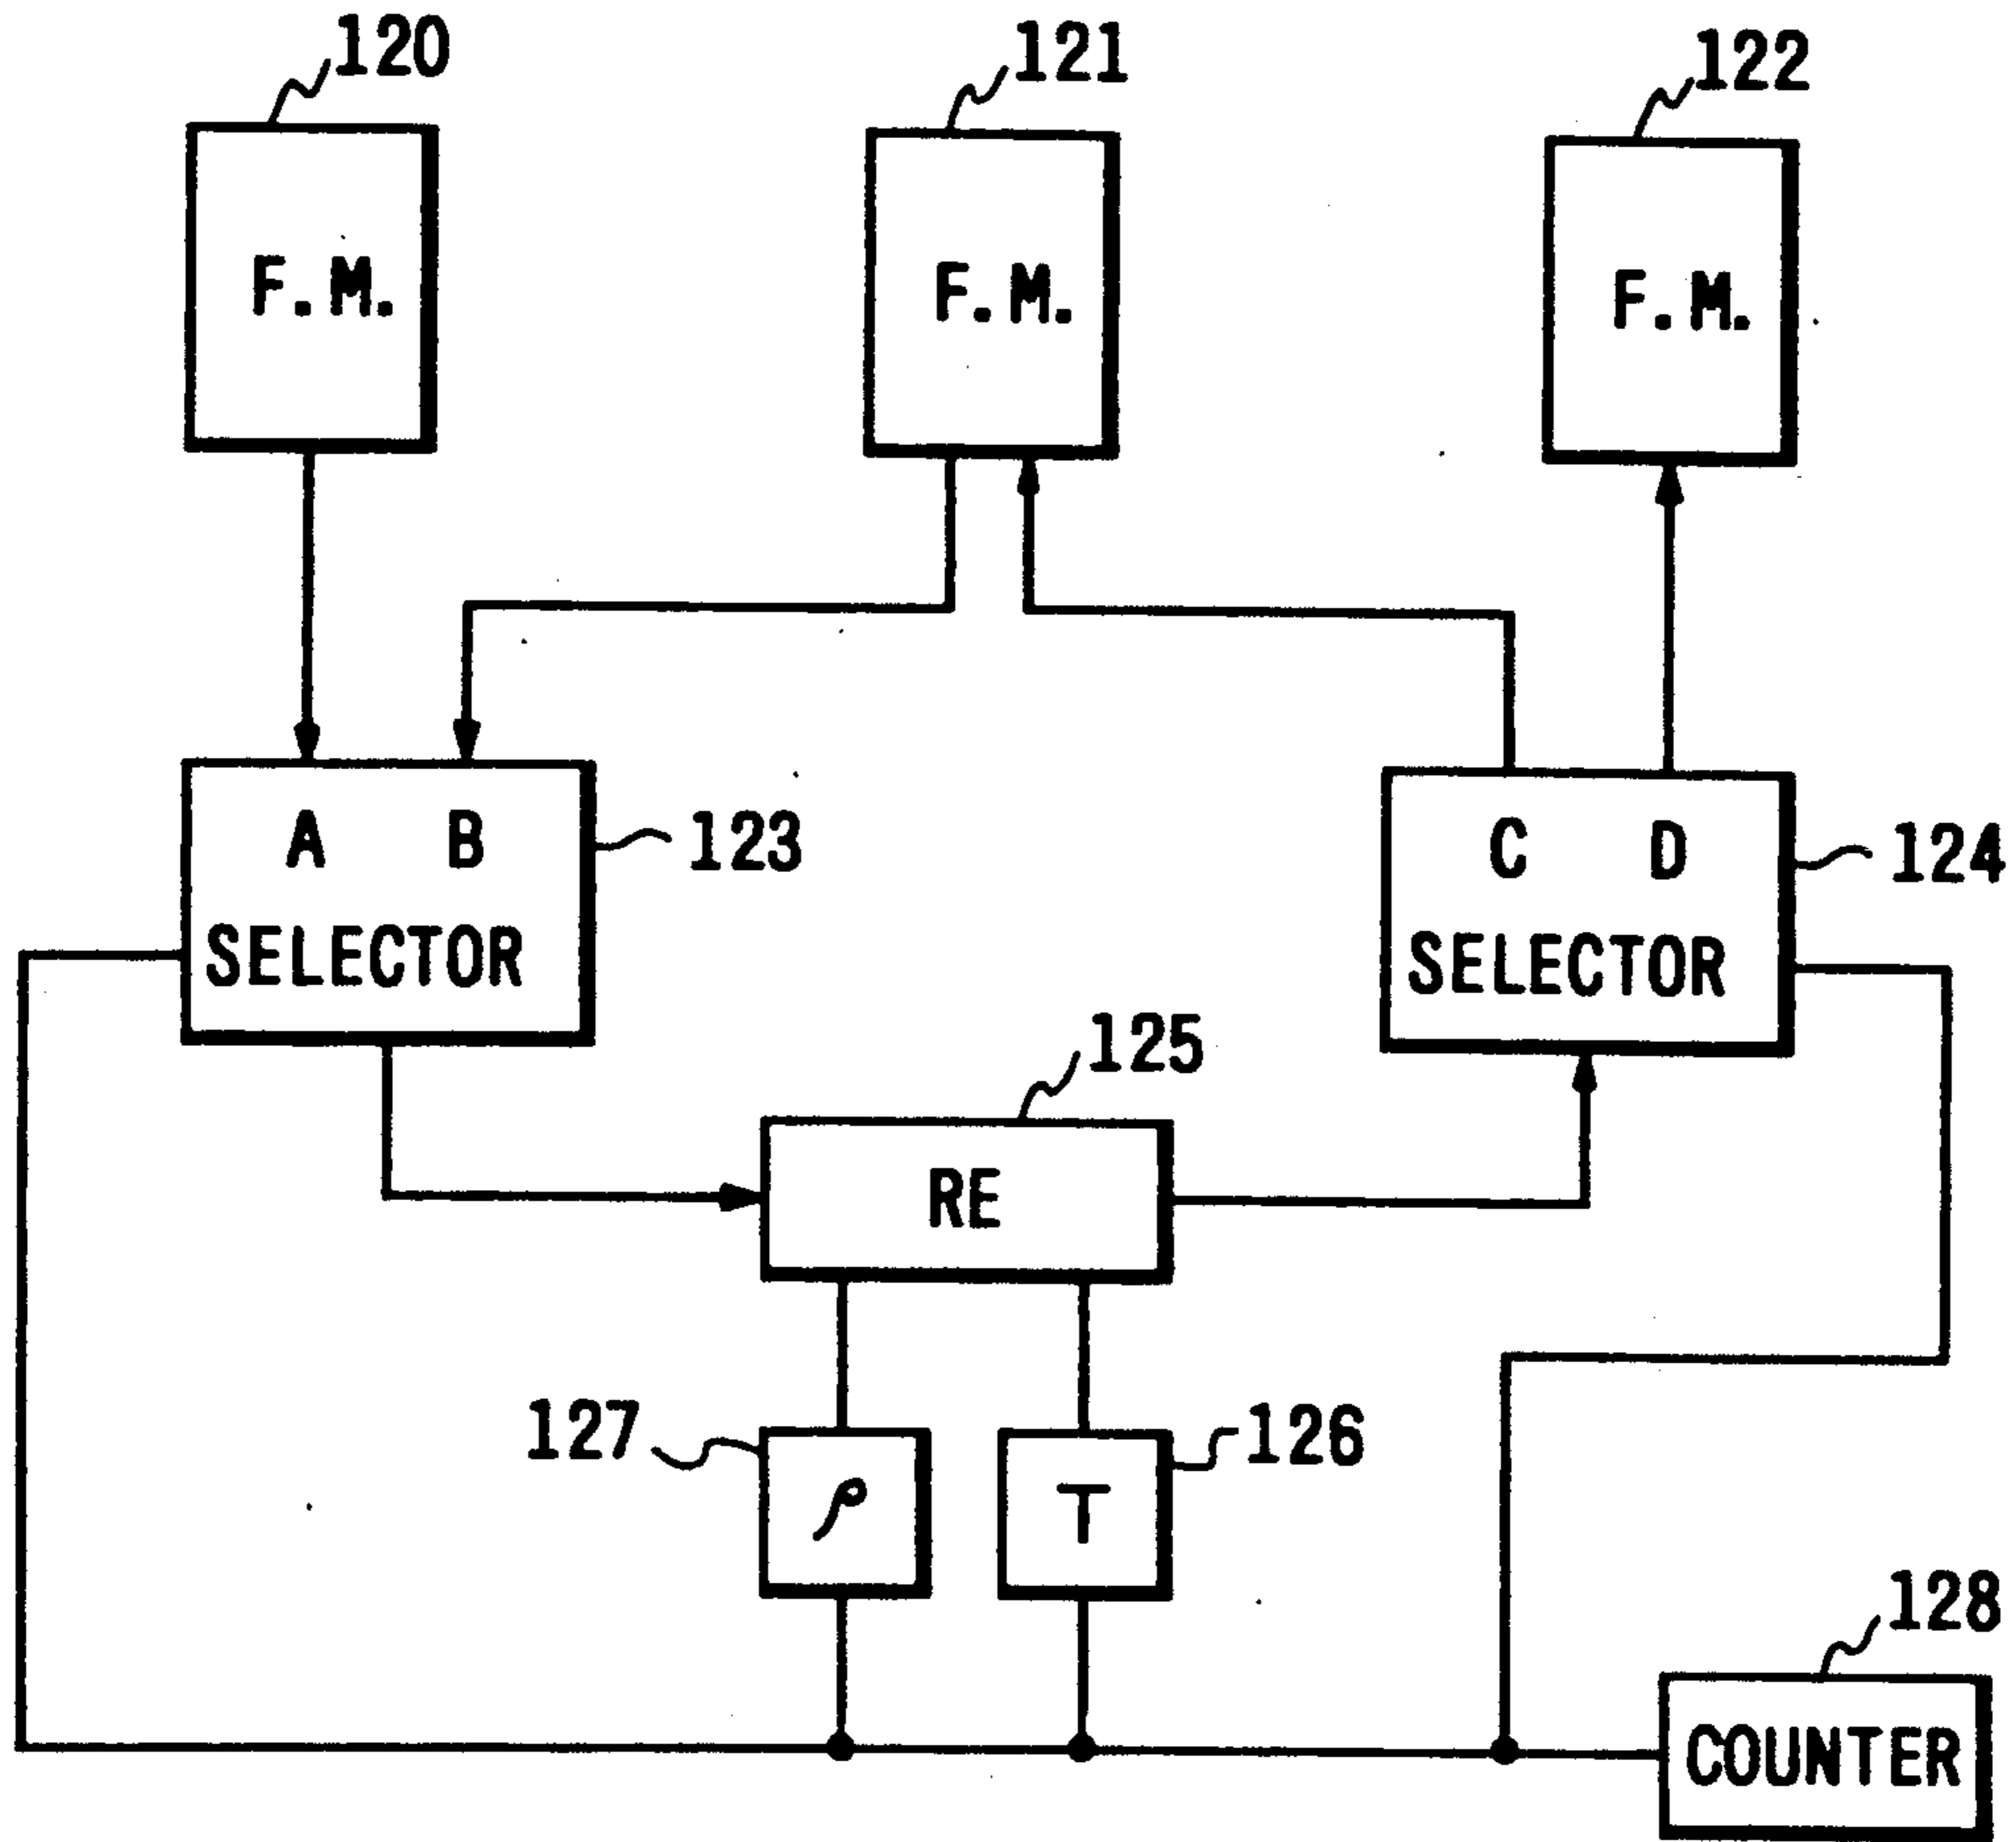 120
121
122
F.M.
F.M.
F.M.
A B
123
SELECTOR
C D
124
SELECTOR
125
RE
127
ρ
126
T
128
COUNTER